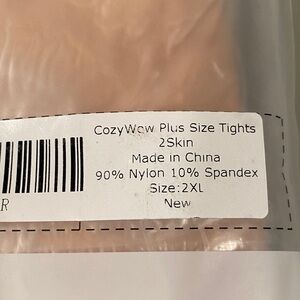 CozyWow Plus Size Tights
2Skin
Made in China
90% Nylon 10% Spandex
Size:2XL
New
R